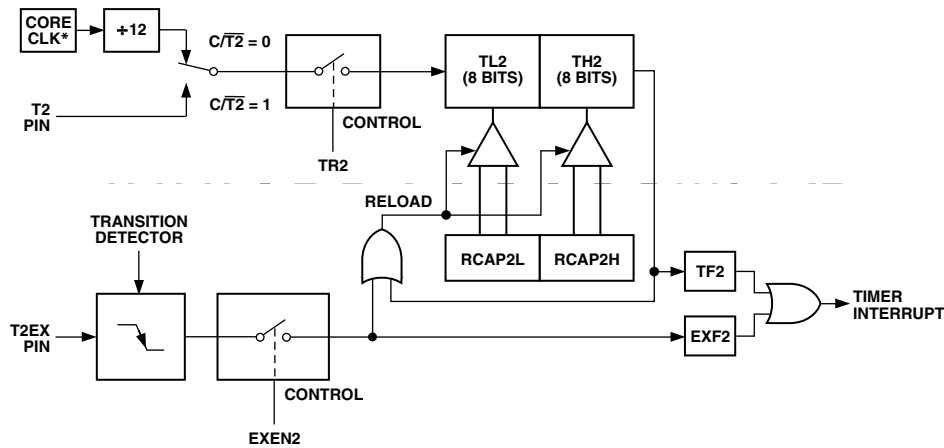 CORE
CLK*
÷12
C/T2̅ = 0
C/T2̅ = 1
T2
PIN
CONTROL
TR2
TL2
(8 BITS)
TH2
(8 BITS)
RELOAD
TRANSITION
DETECTOR
RCAP2L
RCAP2H
TF2
TIMER
INTERRUPT
T2EX
PIN
EXF2
CONTROL
EXEN2